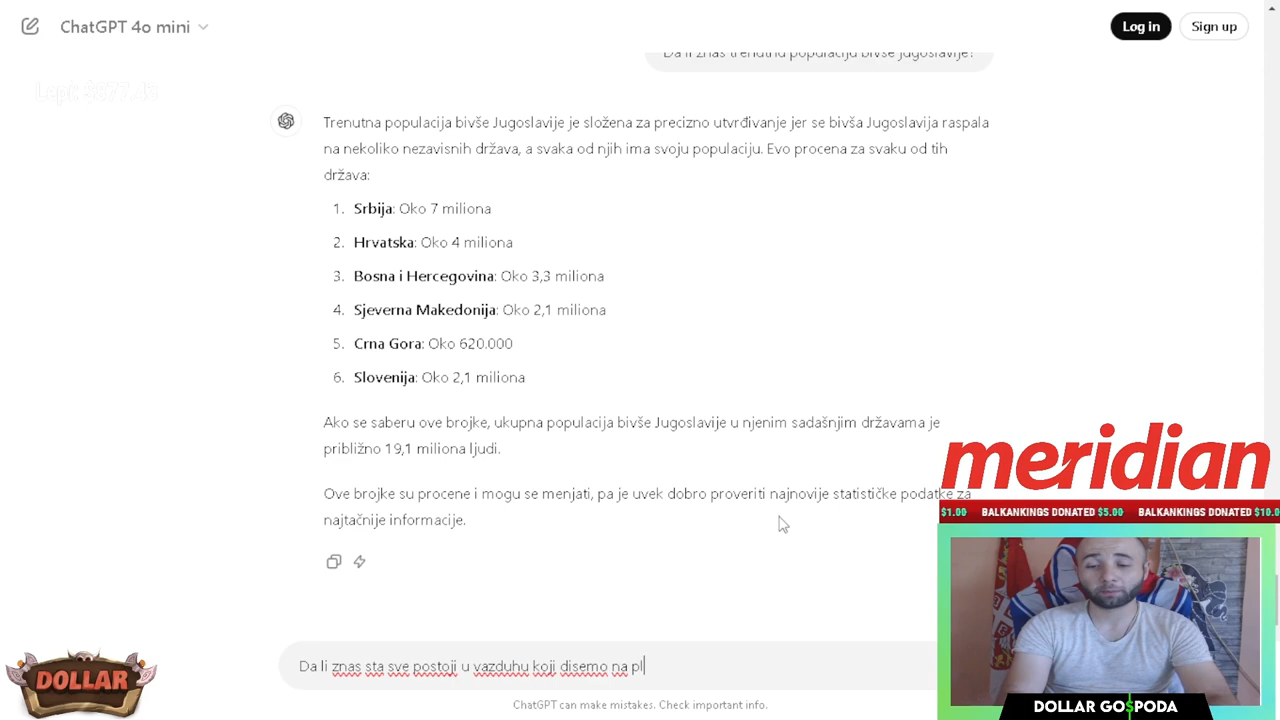 ChatGPT 4o mini
Log in
Sign up
Da li znas trenutnu populaciju bivse jugoslavije?
Trenutna populacija bivše Jugoslavije je složena za precizno utvrđivanje jer se bivša Jugoslavija raspala
na nekoliko nezavisnih država, a svaka od njih ima svoju populaciju. Evo procena za svaku od tih
država:
1. Srbija: Oko 7 miliona
2. Hrvatska: Oko 4 miliona
3. Bosna i Hercegovina: Oko 3,3 miliona
4. Sjeverna Makedonija: Oko 2,1 miliona
5. Crna Gora: Oko 620.000
6. Slovenija: Oko 2,1 miliona
Ako se saberu ove brojke, ukupna populacija bivše Jugoslavije u njenim sadašnjim državama je
približno 19,1 miliona ljudi.
Ove brojke su procene i mogu se menjati, pa je uvek dobro proveriti najnovije statističke podatke za
najtačnije informacije.
meridian
$1.00 BALKANKINGS DONATED $5.00 BALKANKINGS DONATED $10.0
Da li znas sta sve postoji u vazduhu koji disemo na pl
ChatGPT can make mistakes. Check important info.
DOLLAR
DOLLAR GO$PODA